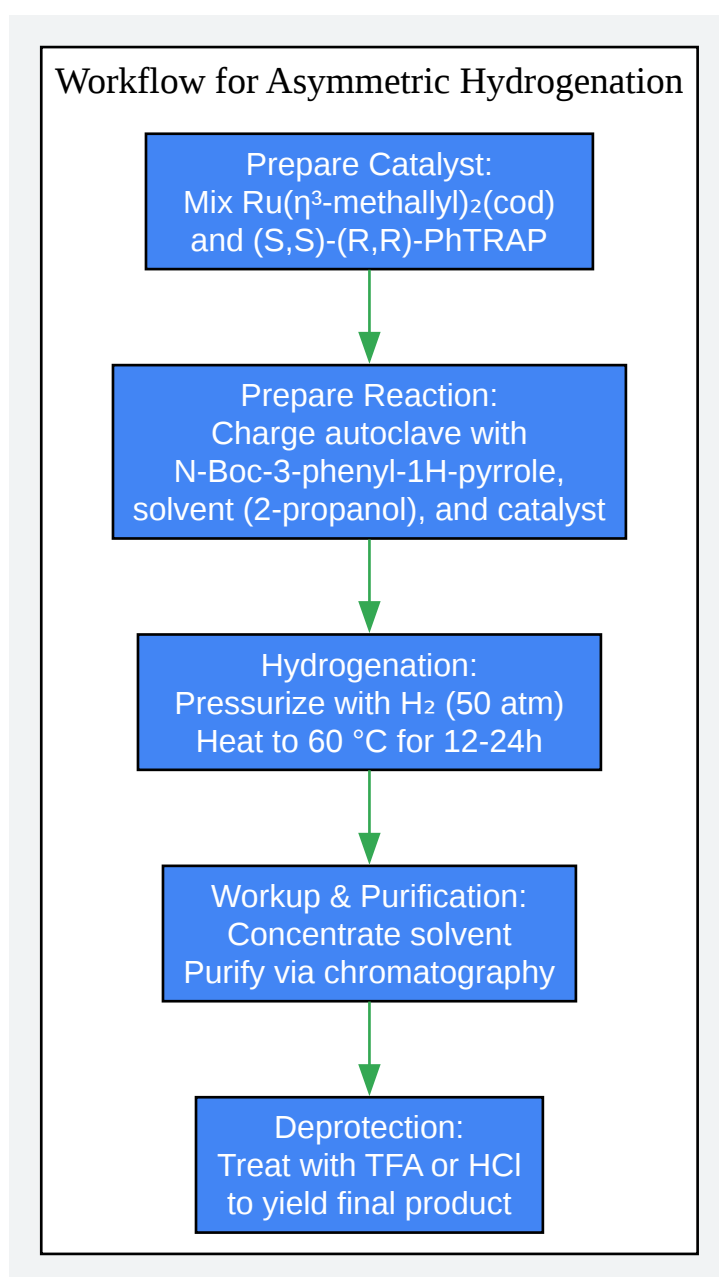 Workflow for Asymmetric Hydrogenation
Prepare Catalyst:
Mix Ru(η³-methallyl)₂(cod)
and (S,S)-(R,R)-PhTRAP
Prepare Reaction:
Charge autoclave with
N-Boc-3-phenyl-1H-pyrrole,
solvent (2-propanol), and catalyst
Hydrogenation:
Pressurize with H₂ (50 atm)
Heat to 60 °C for 12-24h
Workup & Purification:
Concentrate solvent
Purify via chromatography
Deprotection:
Treat with TFA or HCl
to yield final product